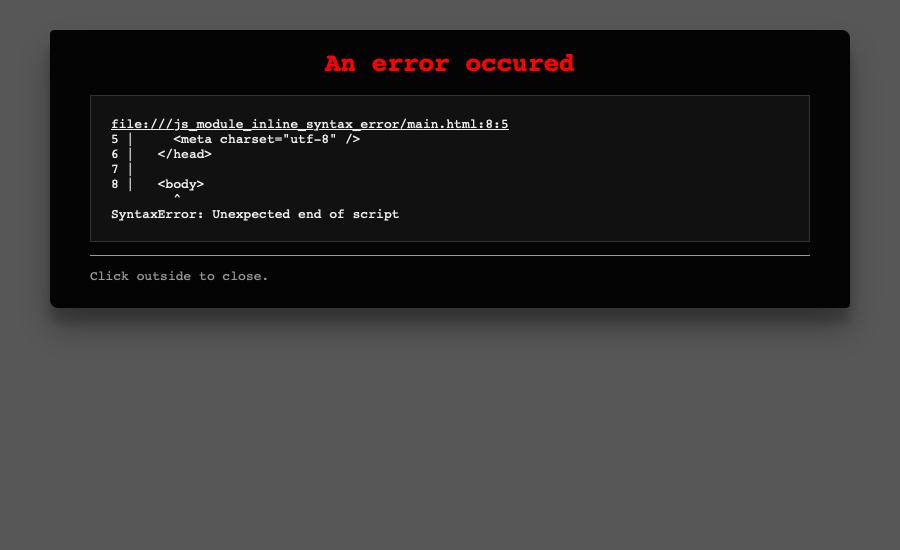 An error occured
file:///js_module_inline_syntax_error/main.html:8:5
5 |     <meta charset="utf-8" />
6 |   </head>
7 |
8 |   <body>
        ^
SyntaxError: Unexpected end of script
Click outside to close.